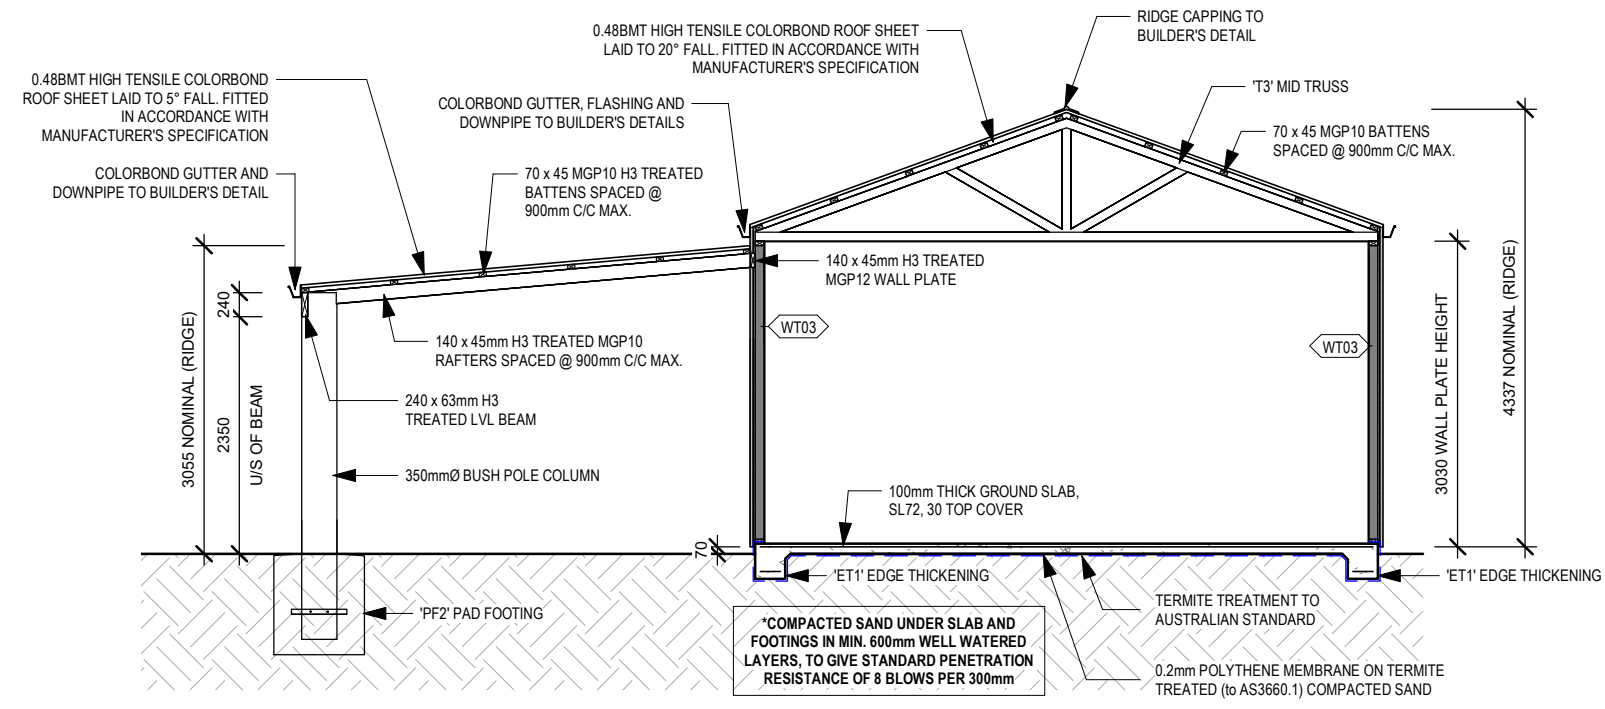 RIDGE CAPPING TO
BUILDER'S DETAIL
0.48BMT HIGH TENSILE COLORBOND ROOF SHEET
LAID TO 20° FALL. FITTED IN ACCORDANCE WITH
MANUFACTURER'S SPECIFICATION
0.48BMT HIGH TENSILE COLORBOND
ROOF SHEET LAID TO 5° FALL. FITTED
IN ACCORDANCE WITH
MANUFACTURER'S SPECIFICATION
COLORBOND GUTTER, FLASHING AND
DOWNPIPE TO BUILDER'S DETAILS
'T3' MID TRUSS
70 x 45 MGP10 BATTENS
SPACED @ 900mm C/C MAX.
COLORBOND GUTTER AND
DOWNPIPE TO BUILDER'S DETAIL
70 x 45 MGP10 H3 TREATED
BATTENS SPACED @
900mm C/C MAX.
140 x 45mm H3 TREATED
MGP12 WALL PLATE
WT03
WT03
140 x 45mm H3 TREATED MGP10
RAFTERS SPACED @ 900mm C/C MAX.
240 x 63mm H3
TREATED LVL BEAM
350mmØ BUSH POLE COLUMN
3055 NOMINAL (RIDGE)
240
2350
U/S OF BEAM
3030 WALL PLATE HEIGHT
4337 NOMINAL (RIDGE)
100mm THICK GROUND SLAB,
SL72, 30 TOP COVER
70
'ET1' EDGE THICKENING
'ET1' EDGE THICKENING
'PF2' PAD FOOTING
TERMITE TREATMENT TO
AUSTRALIAN STANDARD
*COMPACTED SAND UNDER SLAB AND
FOOTINGS IN MIN. 600mm WELL WATERED
LAYERS, TO GIVE STANDARD PENETRATION
RESISTANCE OF 8 BLOWS PER 300mm
0.2mm POLYTHENE MEMBRANE ON TERMITE
TREATED (to AS3660.1) COMPACTED SAND